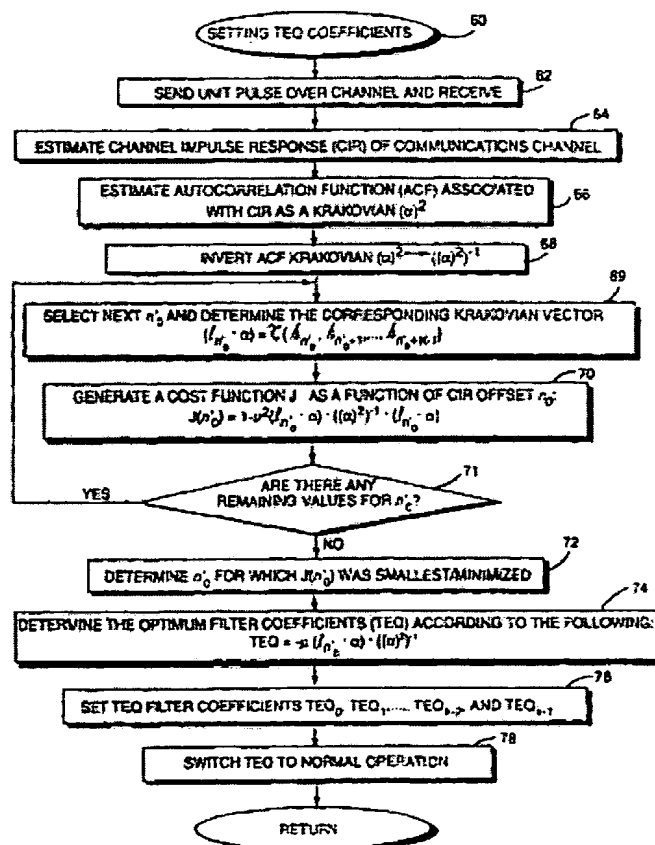 SETTING TEQ COEFFICIENTS
60
SEND UNIT PULSE OVER CHANNEL AND RECEIVE
62
64
ESTIMATE CHANNEL IMPULSE RESPONSE (CIR) OF COMMUNICATIONS CHANNEL
ESTIMATE AUTOCORRELATION FUNCTION (ACF) ASSOCIATED
WITH CIR AS A KRAKOVIAN (α)²
66
INVERT ACF KRAKOVIAN (α)² ((α)²)⁻¹
68
69
SELECT NEXT n'₀ AND DETERMINE THE CORRESPONDING KRAKOVIAN VECTOR
70
GENERATE A COST FUNCTION J AS A FUNCTION OF CIR OFFSET n'₀:
71
ARE THERE ANY
REMAINING VALUES FOR n'₀?
YES
NO
72
DETERMINE n'₀ FOR WHICH J(n'₀) WAS SMALLEST/MINIMIZED
74
DETERMINE THE OPTIMUM FILTER COEFFICIENTS (TEQ) ACCORDING TO THE FOLLOWING:
76
SET TEQ FILTER COEFFICIENTS TEQ₀, TEQ₁,...., AND
78
SWITCH TEQ TO NORMAL OPERATION
RETURN